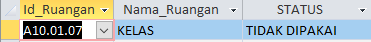 Id_Ruangan Nama_Ruangan STATUS
A10.01.07 KELAS TIDAK DIPAKAI